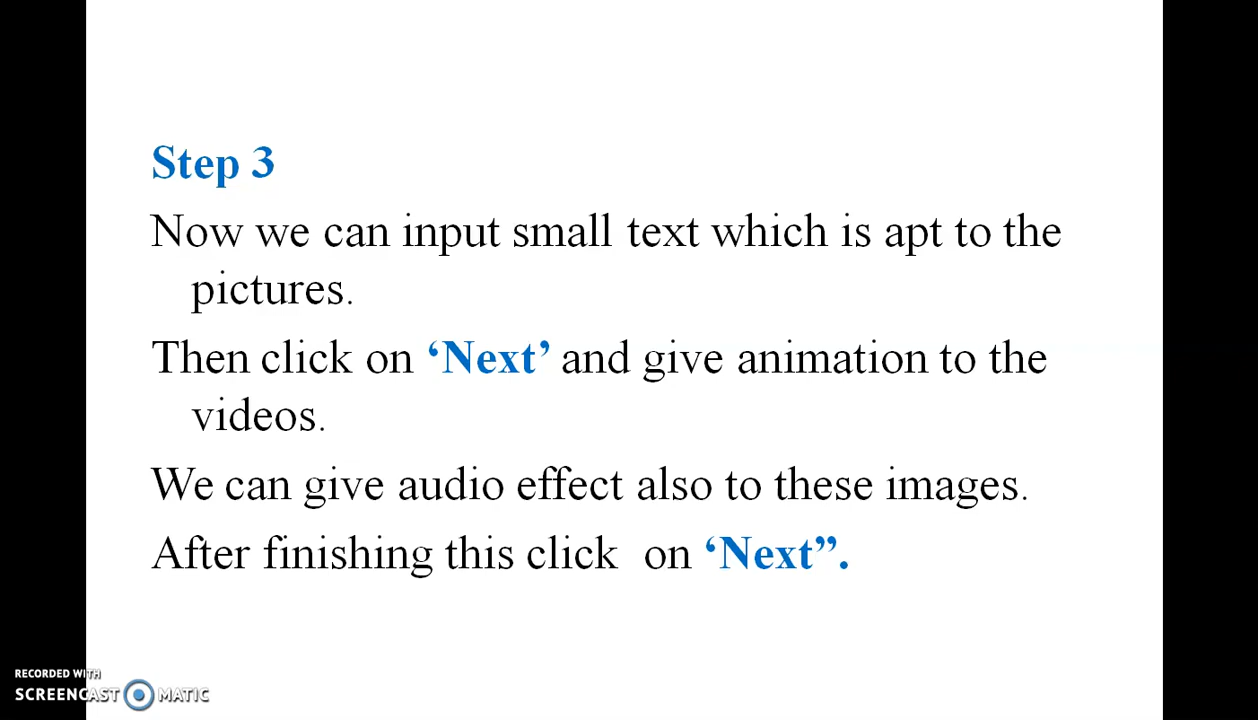 Step 3
Now we can input small text which is apt to the
pictures.
Then click on ‘Next’ and give animation to the
videos.
We can give audio effect also to these images.
After finishing this click  on ‘Next”.
RECORDED WITH
SCREENCAST MATIC